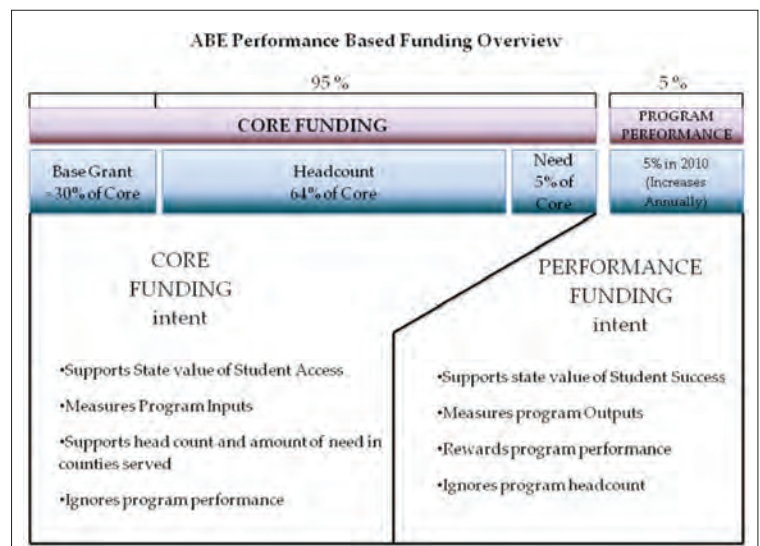 ABE Performance Based Funding Overview
95%
5%
CORE FUNDING
PROGRAM
PERFORMANCE
Base Grant
~30% of Core
Headcount
64% of Core
Need
5% of
Core
5% in 2010
(Increases
Annually)
CORE
FUNDING
intent
•Supports State value of Student Access
•Measures Program Inputs
•Supports head count and amount of need in
counties served
•Ignores program performance
PERFORMANCE
FUNDING
intent
•Supports state value of Student Success
•Measures program Outputs
•Rewards program performance
•Ignores program headcount